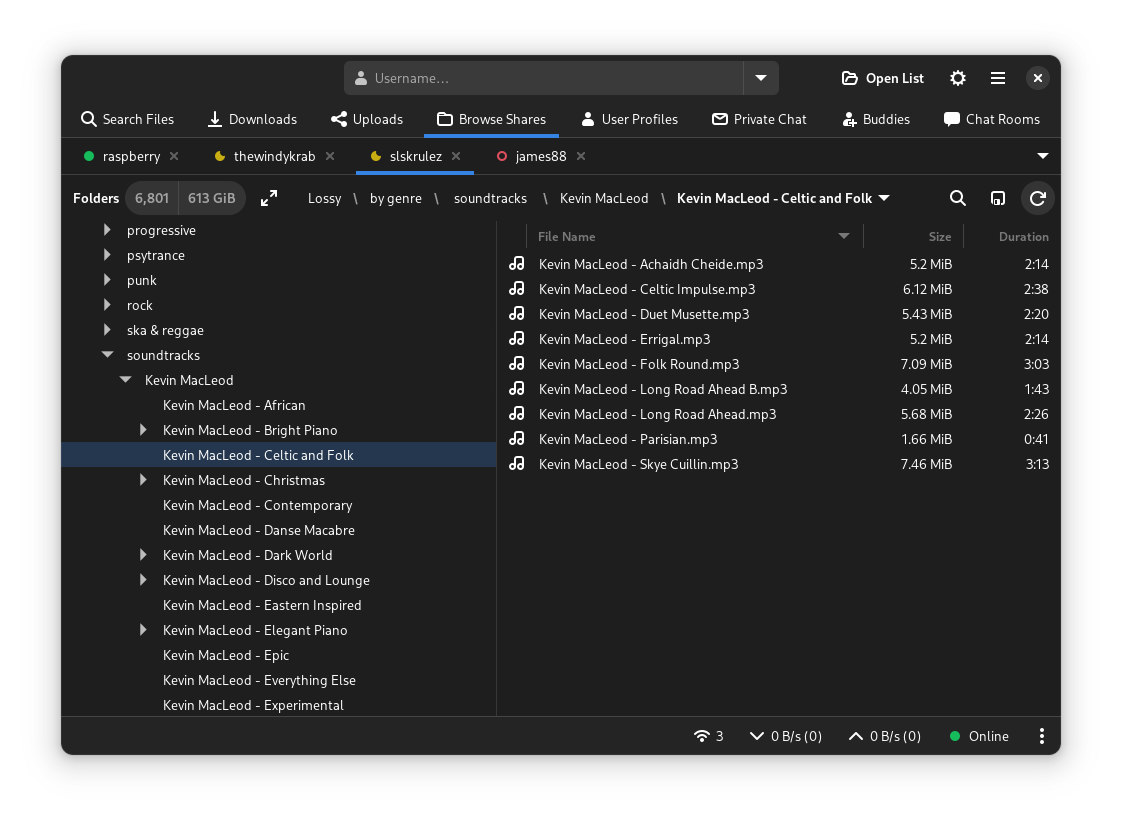 Username...
Open List
Search Files Downloads Uploads Browse Shares User Profiles Private Chat Buddies Chat Rooms
raspberry thewindykrab slskrulez james88
Folders 6,801 613 GiB Lossy \ by genre \ soundtracks \ Kevin MacLeod \ Kevin MacLeod - Celtic and Folk
progressive
psytrance
punk
rock
ska & reggae
soundtracks
Kevin MacLeod
Kevin MacLeod - African
Kevin MacLeod - Bright Piano
Kevin MacLeod - Celtic and Folk
Kevin MacLeod - Christmas
Kevin MacLeod - Contemporary
Kevin MacLeod - Danse Macabre
Kevin MacLeod - Dark World
Kevin MacLeod - Disco and Lounge
Kevin MacLeod - Eastern Inspired
Kevin MacLeod - Elegant Piano
Kevin MacLeod - Epic
Kevin MacLeod - Everything Else
Kevin MacLeod - Experimental
File Name Size Duration
Kevin MacLeod - Achaidh Cheide.mp3 5.2 MiB 2:14
Kevin MacLeod - Celtic Impulse.mp3 6.12 MiB 2:38
Kevin MacLeod - Duet Musette.mp3 5.43 MiB 2:20
Kevin MacLeod - Errigal.mp3 5.2 MiB 2:14
Kevin MacLeod - Folk Round.mp3 7.09 MiB 3:03
Kevin MacLeod - Long Road Ahead B.mp3 4.05 MiB 1:43
Kevin MacLeod - Long Road Ahead.mp3 5.68 MiB 2:26
Kevin MacLeod - Parisian.mp3 1.66 MiB 0:41
Kevin MacLeod - Skye Cuillin.mp3 7.46 MiB 3:13
3 0 B/s (0) 0 B/s (0) Online